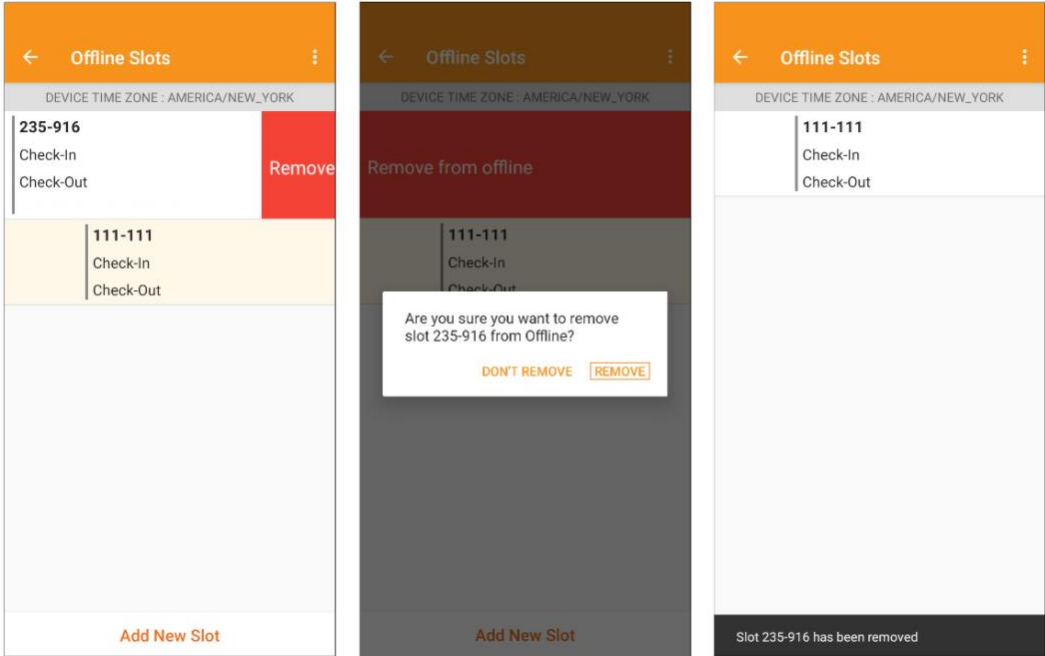 Offline Slots
DEVICE TIME ZONE : AMERICA/NEW_YORK
235-916
Check-In
Check-Out
Remove
111-111
Check-In
Check-Out
Add New Slot
Offline Slots
DEVICE TIME ZONE : AMERICA/NEW_YORK
Remove from offline
111-111
Check-In
Check-Out
Are you sure you want to remove
slot 235-916 from Offline?
DON'T REMOVE REMOVE
Add New Slot
Offline Slots
DEVICE TIME ZONE : AMERICA/NEW_YORK
111-111
Check-In
Check-Out
Slot 235-916 has been removed